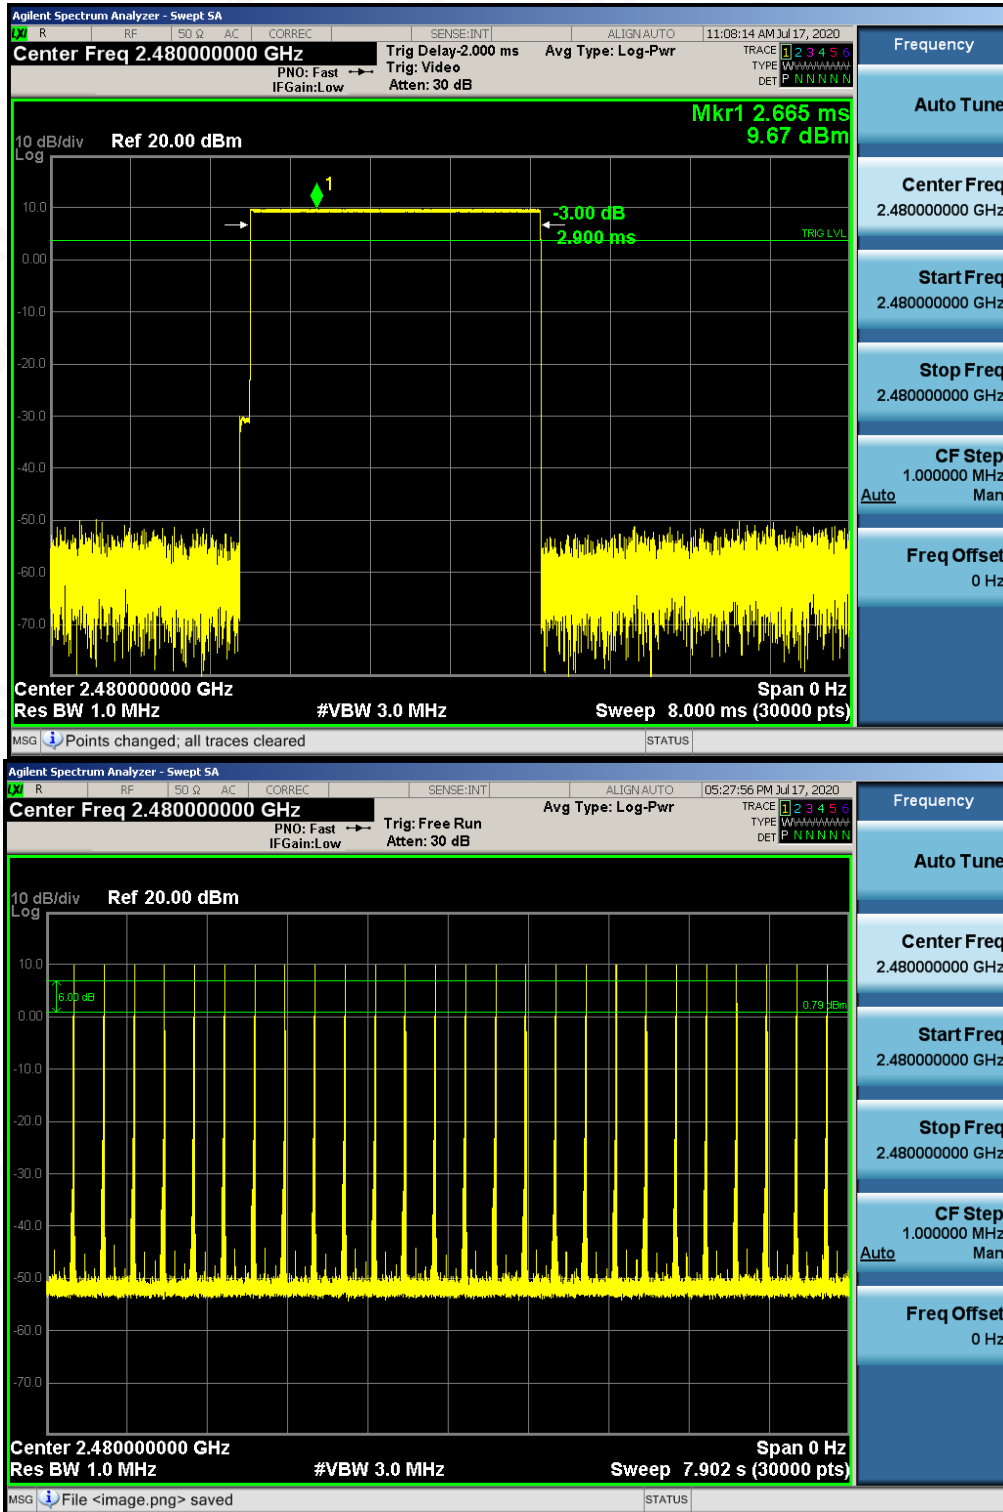 Agilent Spectrum Analyzer - Swept SA
LXI R RF 50 Ω AC CORREC SENSE:INT ALIGN AUTO 11:08:14 AM Jul 17, 2020
Center Freq 2.480000000 GHz
PNO: Fast
IFGain:Low
Trig Delay-2.000 ms
Trig: Video
Atten: 30 dB
Avg Type: Log-Pwr
TRACE 1 2 3 4 5 6
TYPE W
DET P N N N N N
Mkr1 2.665 ms
9.67 dBm
10 dB/div Ref 20.00 dBm
Log
1
10.0
-3.00 dB
2.900 ms
TRIG LVL
0.00
-10.0
-20.0
-30.0
-40.0
-50.0
-60.0
-70.0
Center 2.480000000 GHz Span 0 Hz
Res BW 1.0 MHz #VBW 3.0 MHz Sweep 8.000 ms (30000 pts)
MSG Points changed; all traces cleared STATUS
Frequency
Auto Tune
Center Freq
2.480000000 GHz
Start Freq
2.480000000 GHz
Stop Freq
2.480000000 GHz
CF Step
1.000000 MHz
Auto Man
Freq Offset
0 Hz
Agilent Spectrum Analyzer - Swept SA
LXI R RF 50 Ω AC CORREC SENSE:INT ALIGN AUTO 05:27:56 PM Jul 17, 2020
Center Freq 2.480000000 GHz
PNO: Fast
IFGain:Low
Trig: Free Run
Atten: 30 dB
Avg Type: Log-Pwr
TRACE 1 2 3 4 5 6
TYPE W
DET P N N N N N
10 dB/div Ref 20.00 dBm
Log
10.0
6.00 dB
0.79 dBm
0.00
-10.0
-20.0
-30.0
-40.0
-50.0
-60.0
-70.0
Center 2.480000000 GHz Span 0 Hz
Res BW 1.0 MHz #VBW 3.0 MHz Sweep 7.902 s (30000 pts)
MSG File <image.png> saved STATUS
Frequency
Auto Tune
Center Freq
2.480000000 GHz
Start Freq
2.480000000 GHz
Stop Freq
2.480000000 GHz
CF Step
1.000000 MHz
Auto Man
Freq Offset
0 Hz